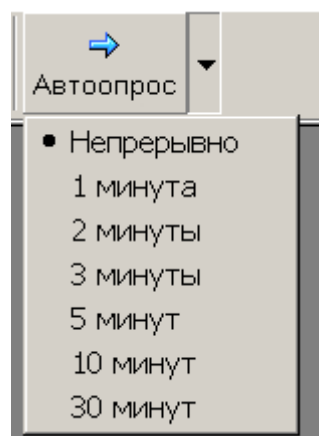 Автоопрос
Непрерывно
1 минута
2 минуты
3 минуты
5 минут
10 минут
30 минут